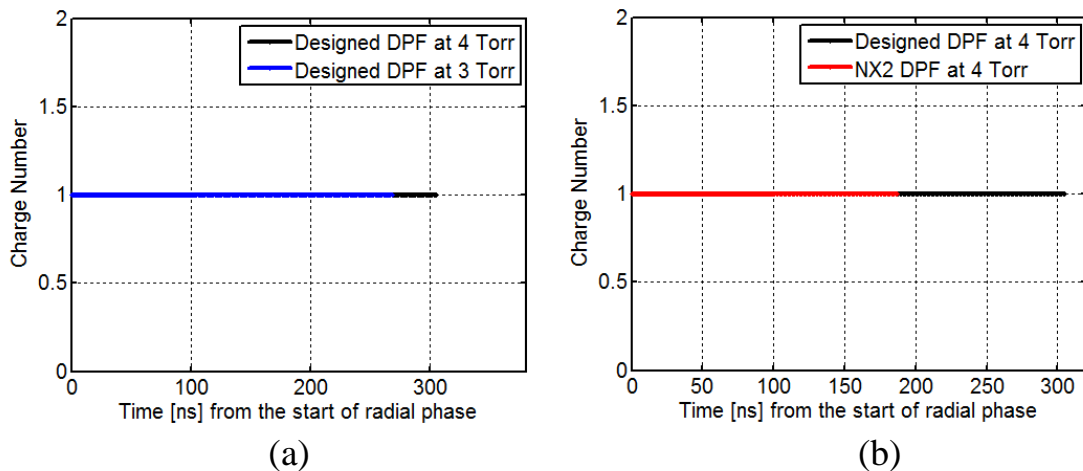 Designed DPF at 4 Torr
Designed DPF at 3 Torr
Charge Number
2
1.5
1
0.5
0
0
100
200
300
Time [ns] from the start of radial phase
(a)
Designed DPF at 4 Torr
NX2 DPF at 4 Torr
Charge Number
2
1.5
1
0.5
0
0
50
100
150
200
250
300
Time [ns] from the start of radial phase
(b)